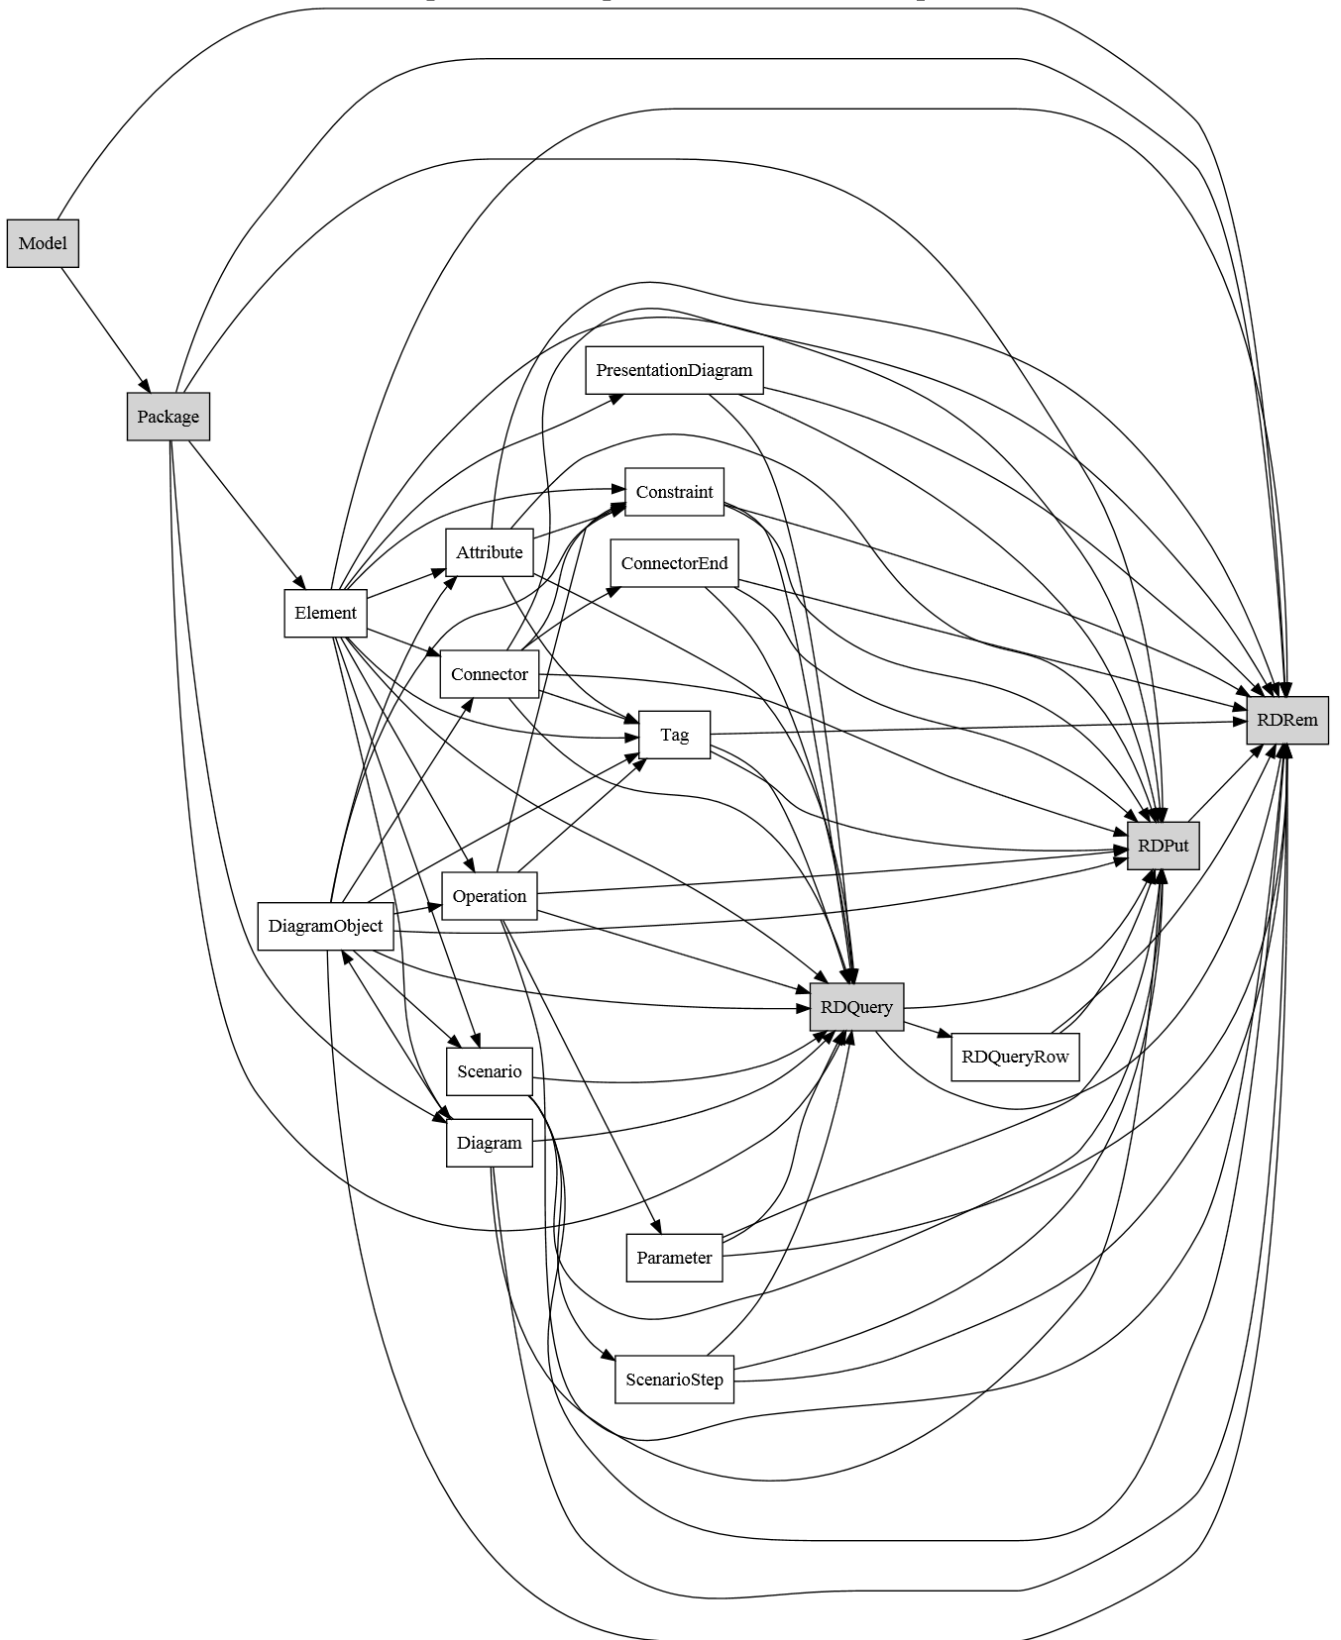 Model
Package
PresentationDiagram
Constraint
Attribute
ConnectorEnd
Element
Connector
RDRem
Tag
RDPut
Operation
DiagramObject
RDQuery
RDQueryRow
Scenario
Diagram
Parameter
ScenarioStep